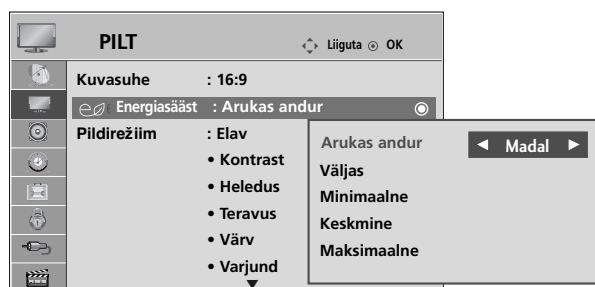 PILT Liiguta OK
Kuvasuhe : 16:9
Energiasääst : Arukas andur
Pildirežiim : Elav
• Kontrast
• Heledus
• Teravus
• Värv
• Varjund
Arukas andur ◄ Madal ►
Väljas
Minimaalne
Keskmine
Maksimaalne